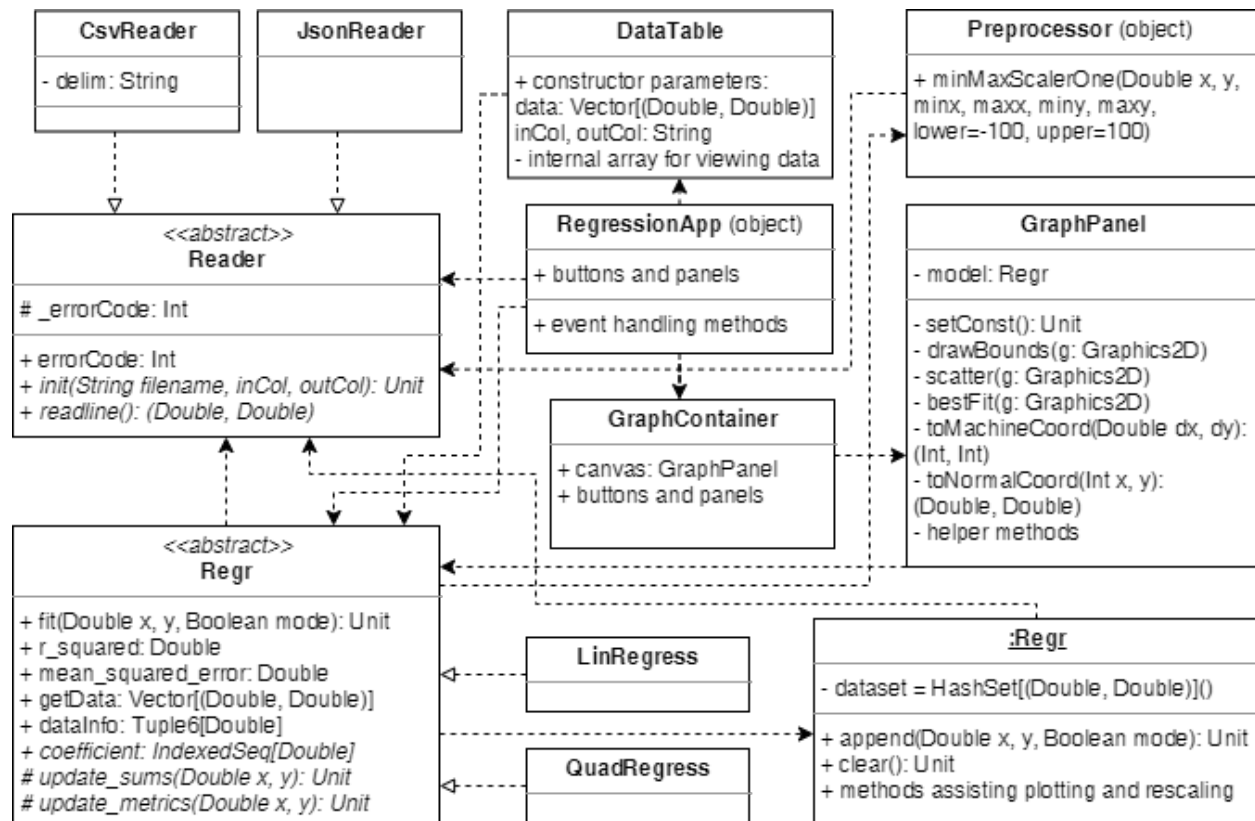 CsvReader
- delim: String
JsonReader
DataTable
+ constructor parameters:
data: Vector[(Double, Double)]
inCol, outCol: String
- internal array for viewing data
Preprocessor (object)
+ minMaxScalerOne(Double x, y,
minx, maxx, miny, maxy,
lower=-100, upper=100)
<<abstract>>
Reader
# _errorCode: Int
+ errorCode: Int
+ init(String filename, inCol, outCol): Unit
+ readline(): (Double, Double)
RegressionApp (object)
+ buttons and panels
+ event handling methods
GraphPanel
- model: Regr
- setConst(): Unit
- drawBounds(g: Graphics2D)
- scatter(g: Graphics2D)
- bestFit(g: Graphics2D)
- toMachineCoord(Double dx, dy):
(Int, Int)
- toNormalCoord(Int x, y):
(Double, Double)
- helper methods
GraphContainer
+ canvas: GraphPanel
+ buttons and panels
<<abstract>>
Regr
+ fit(Double x, y, Boolean mode): Unit
+ r_squared: Double
+ mean_squared_error: Double
+ getData: Vector[(Double, Double)]
+ dataInfo: Tuple6[Double]
+ coefficient: IndexedSeq[Double]
# update_sums(Double x, y): Unit
# update_metrics(Double x, y): Unit
LinRegress
QuadRegress
:Regr
- dataset = HashSet[(Double, Double)]()
+ append(Double x, y, Boolean mode): Unit
+ clear(): Unit
+ methods assisting plotting and rescaling